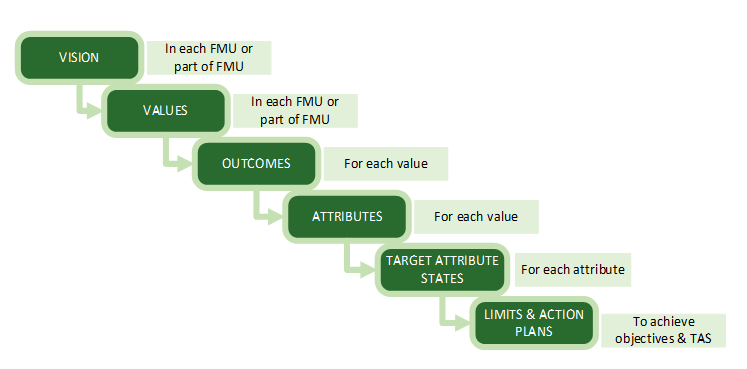 VISION
In each FMU or
part of FMU
VALUES
In each FMU or
part of FMU
OUTCOMES
For each value
ATTRIBUTES
For each value
TARGET ATTRIBUTE
STATES
For each attribute
LIMITS & ACTION
PLANS
To achieve
objectives & TAS